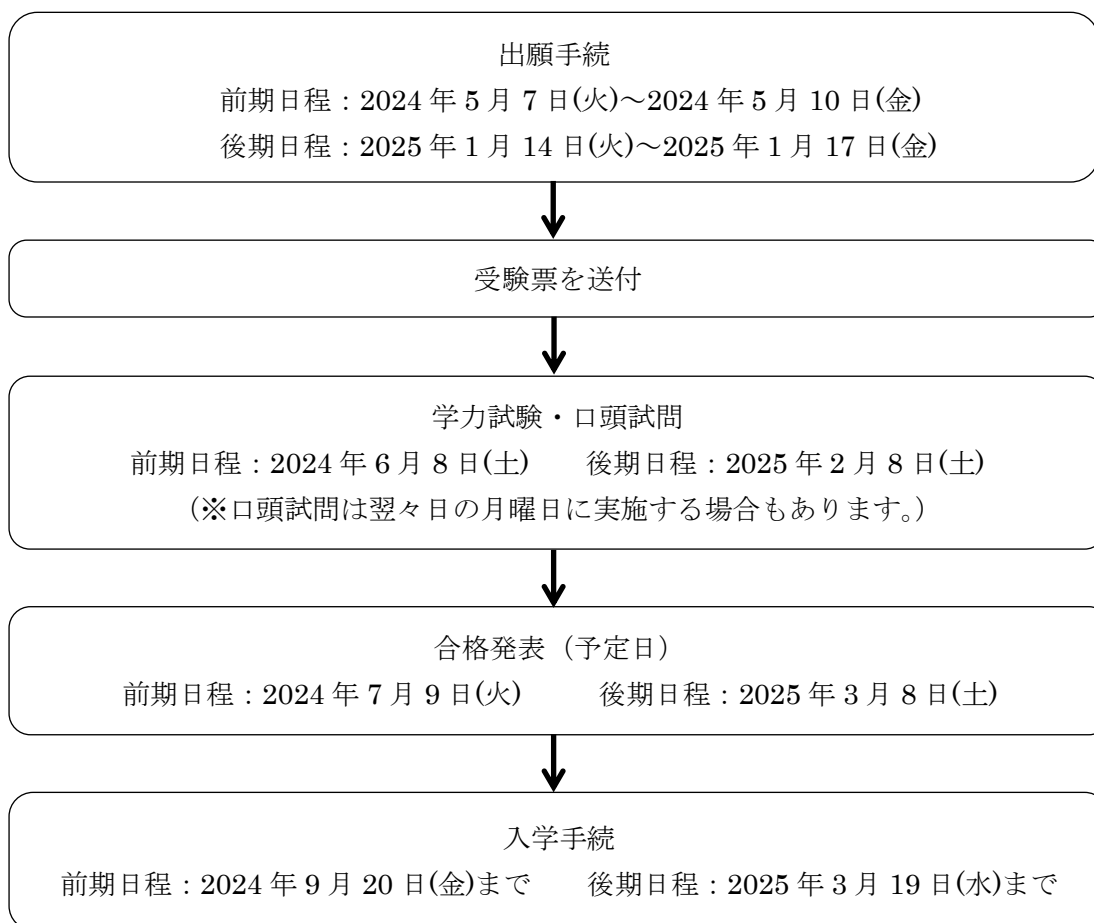 出願手続
前期日程：2024 年 5 月 7 日(火)～2024 年 5 月 10 日(金)
後期日程：2025 年 1 月 14 日(火)～2025 年 1 月 17 日(金)
受験票を送付
学力試験・口頭試問
前期日程：2024 年 6 月 8 日(土)　　後期日程：2025 年 2 月 8 日(土)
（※口頭試問は翌々日の月曜日に実施する場合もあります。）
合格発表（予定日）
前期日程：2024 年 7 月 9 日(火)　　　後期日程：2025 年 3 月 8 日(土)
入学手続
前期日程：2024 年 9 月 20 日(金)まで　　後期日程：2025 年 3 月 19 日(水)まで